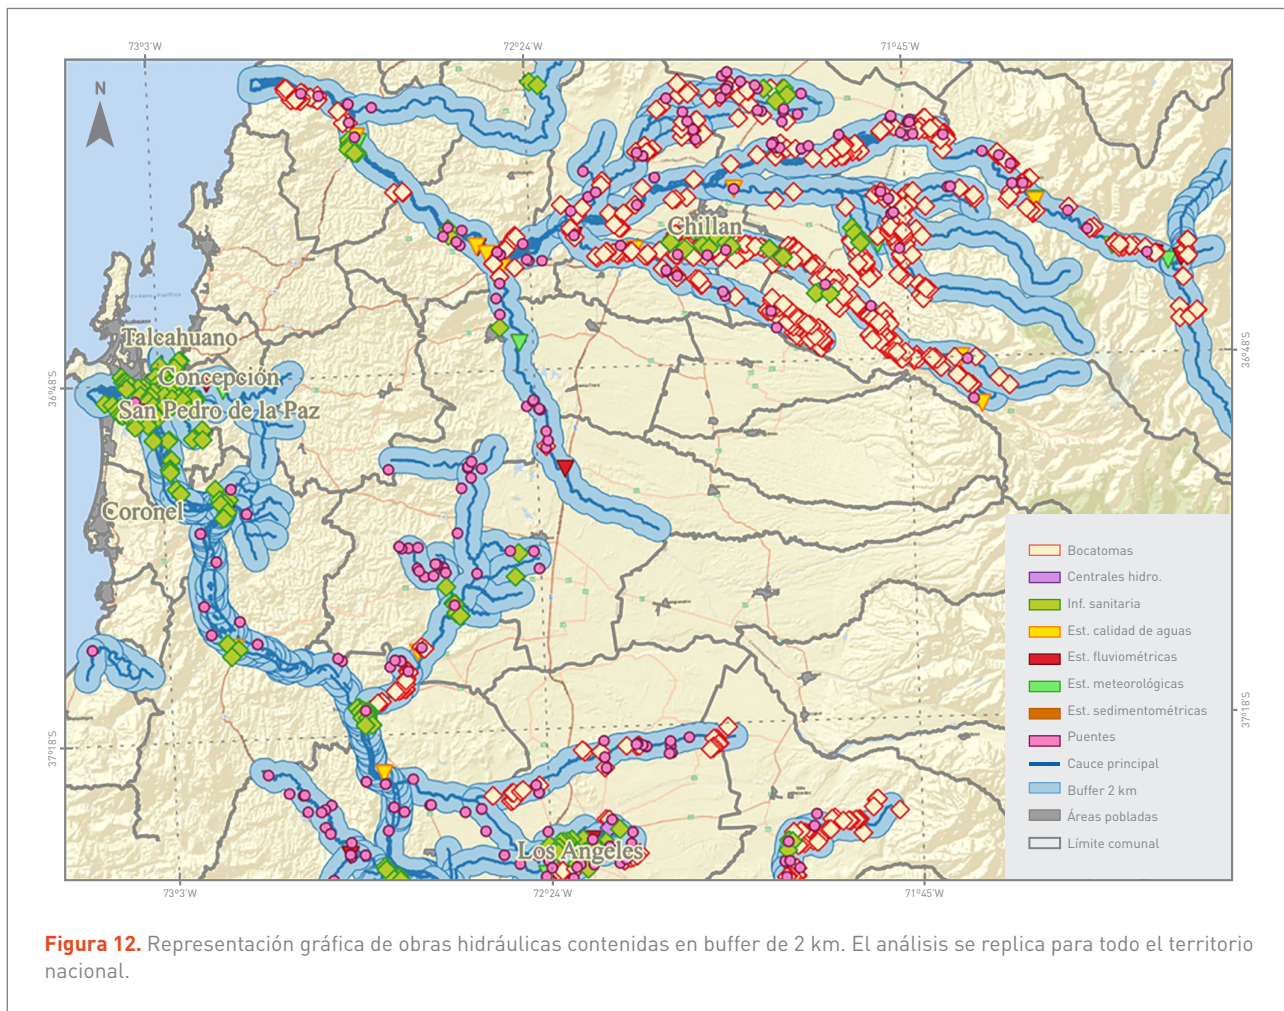 73°3'W
72°24'W
71°45'W
N
Chillan
Talcahuano
Concepción
San Pedro de la Paz
Coronel
Los Angeles
36°48'S
36°48'S
37°18'S
37°18'S
Bocatomas
Centrales hidro.
Inf. sanitaria
Est. calidad de aguas
Est. fluviométricas
Est. meteorológicas
Est. sedimentométricas
Puentes
Cauce principal
Buffer 2 km
Áreas pobladas
Límite comunal
73°3'W
72°24'W
71°45'W
Figura 12. Representación gráfica de obras hidráulicas contenidas en buffer de 2 km. El análisis se replica para todo el territorio
nacional.